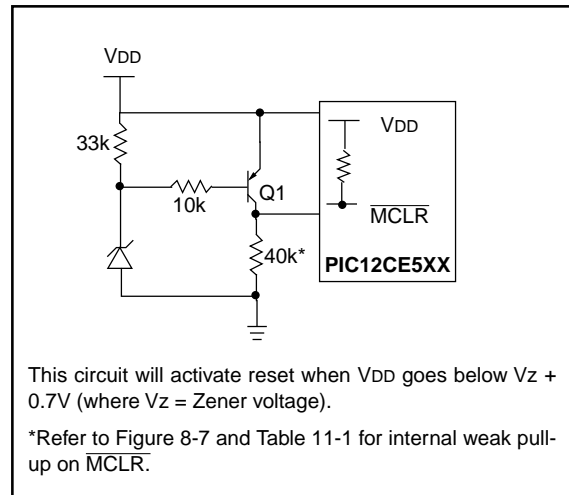 VDD
33k
10k
Q1
40k*
VDD
MCLR
PIC12CE5XX
This circuit will activate reset when VDD goes below Vz +
0.7V (where Vz = Zener voltage).
*Refer to Figure 8-7 and Table 11-1 for internal weak pull-
up on MCLR.